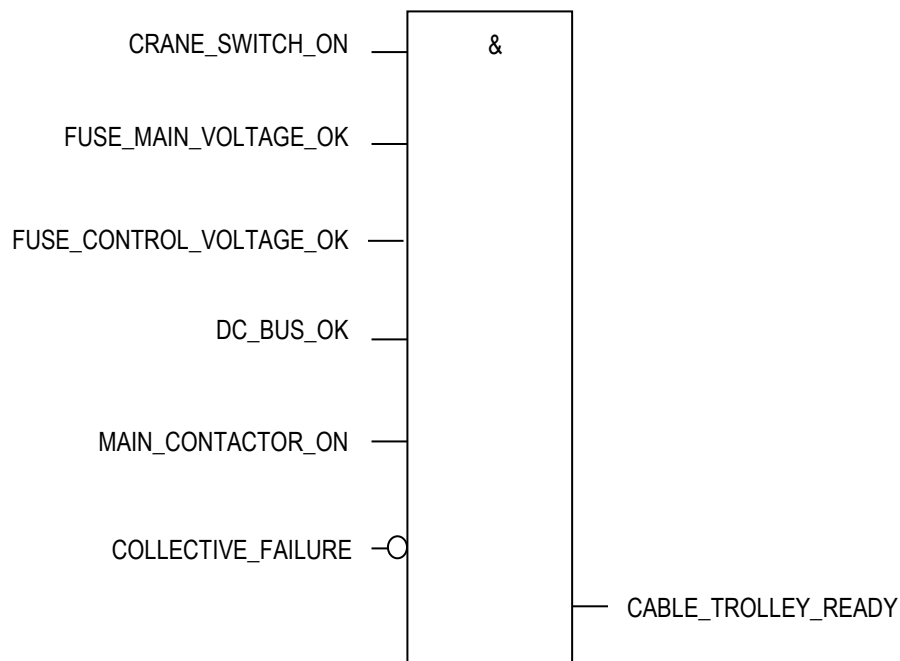 CRANE_SWITCH_ON
&
FUSE_MAIN_VOLTAGE_OK
FUSE_CONTROL_VOLTAGE_OK
DC_BUS_OK
MAIN_CONTACTOR_ON
COLLECTIVE_FAILURE
CABLE_TROLLEY_READY